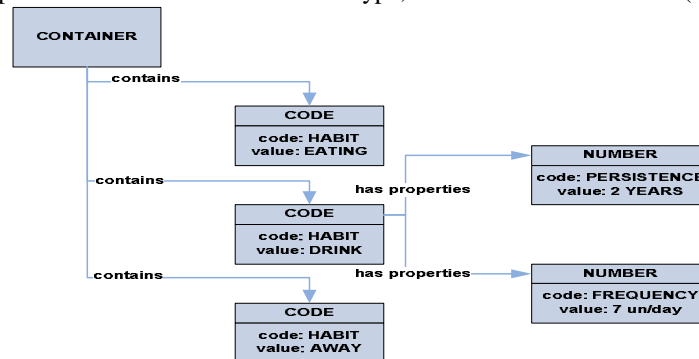 CONTAINER
contains
CODE
code: HABIT
value: EATING
contains
CODE
code: HABIT
value: DRINK
has properties
NUMBER
code: PERSISTENCE
value: 2 YEARS
has properties
NUMBER
code: FREQUENCY
value: 7 un/day
contains
CODE
code: HABIT
value: AWAY